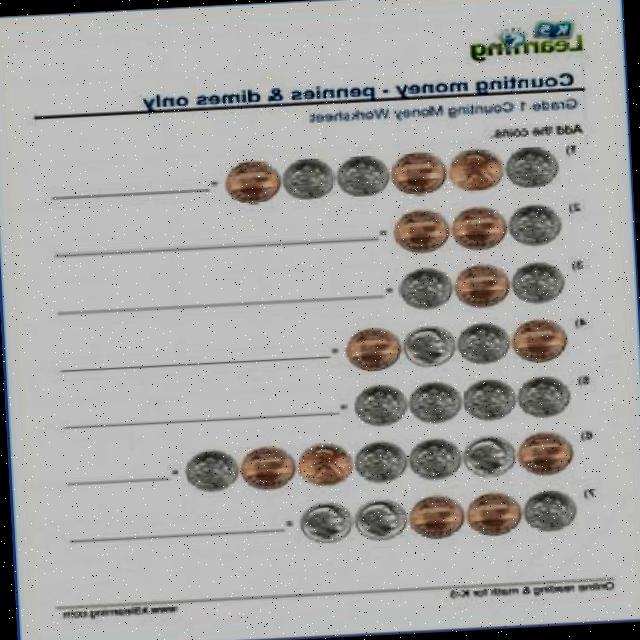 K5 Learning
Counting money - pennies & dimes only
Grade 1 Counting Money Worksheet
Add the coins.
1) =
2) =
3) =
4) =
5) =
6) =
7) =
Online reading & math for K-5
www.k5learning.com